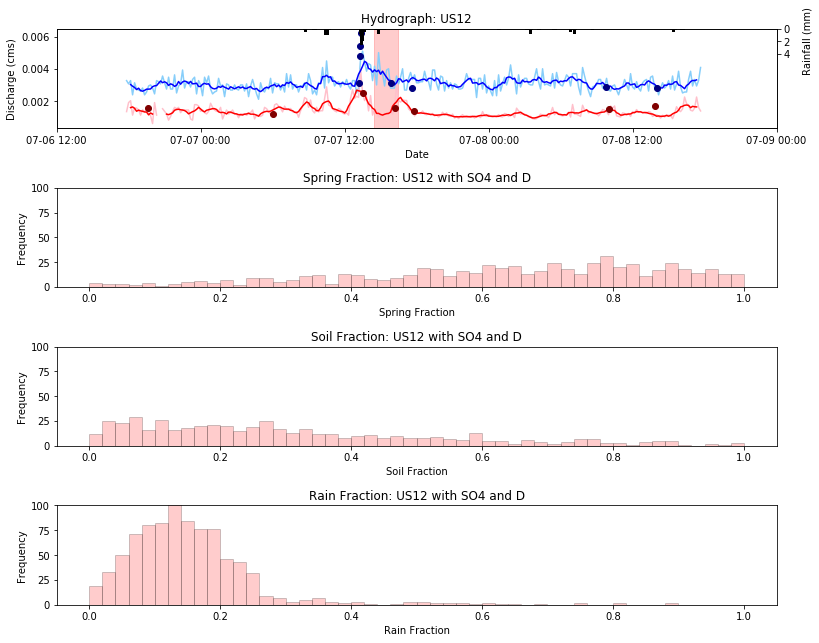 Hydrograph: US12
0.006
0.004
0.002
Discharge (cms)
0
2
4
Rainfall (mm)
07-06 12:00 07-07 00:00 07-07 12:00 07-08 00:00 07-08 12:00 07-09 00:00
Date
Spring Fraction: US12 with SO4 and D
100
75
50
25
0
Frequency
0.0 0.2 0.4 0.6 0.8 1.0
Spring Fraction
Soil Fraction: US12 with SO4 and D
100
75
50
25
0
Frequency
0.0 0.2 0.4 0.6 0.8 1.0
Soil Fraction
Rain Fraction: US12 with SO4 and D
100
75
50
25
0
Frequency
0.0 0.2 0.4 0.6 0.8 1.0
Rain Fraction